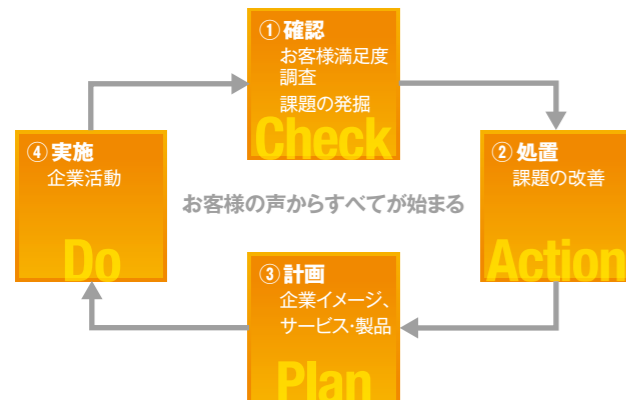 ① 確認
お客様満足度
調査
課題の発掘
Check
② 処置
課題の改善
Action
③ 計画
企業イメージ、
サービス・製品
Plan
④ 実施
企業活動
Do
お客様の声からすべてが始まる